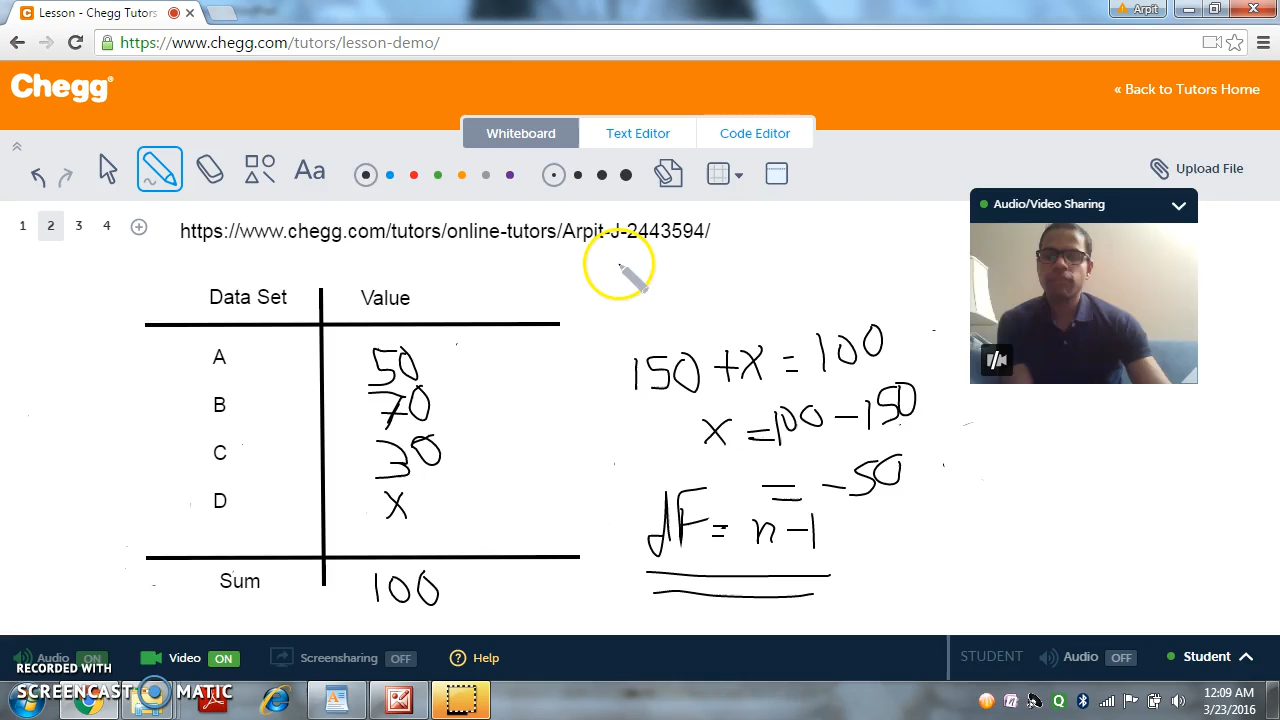 Lesson - Chegg Tutors
Arpit
https://www.chegg.com/tutors/lesson-demo/
Chegg
« Back to Tutors Home
Whiteboard Text Editor Code Editor
Aa
Upload File
1 2 3 4
https://www.chegg.com/tutors/online-tutors/Arpit-J-2443594/
Audio/Video Sharing
Data Set Value
A 50
B 70
C 30
D x
Sum 100
150 + x = 100
x = 100 - 150
= - 50
dF = n - 1
Audio ON Video ON Screensharing OFF ? Help
STUDENT Audio OFF Student
RECORDED WITH
SCREENCAST MATIC
12:09 AM
3/23/2016